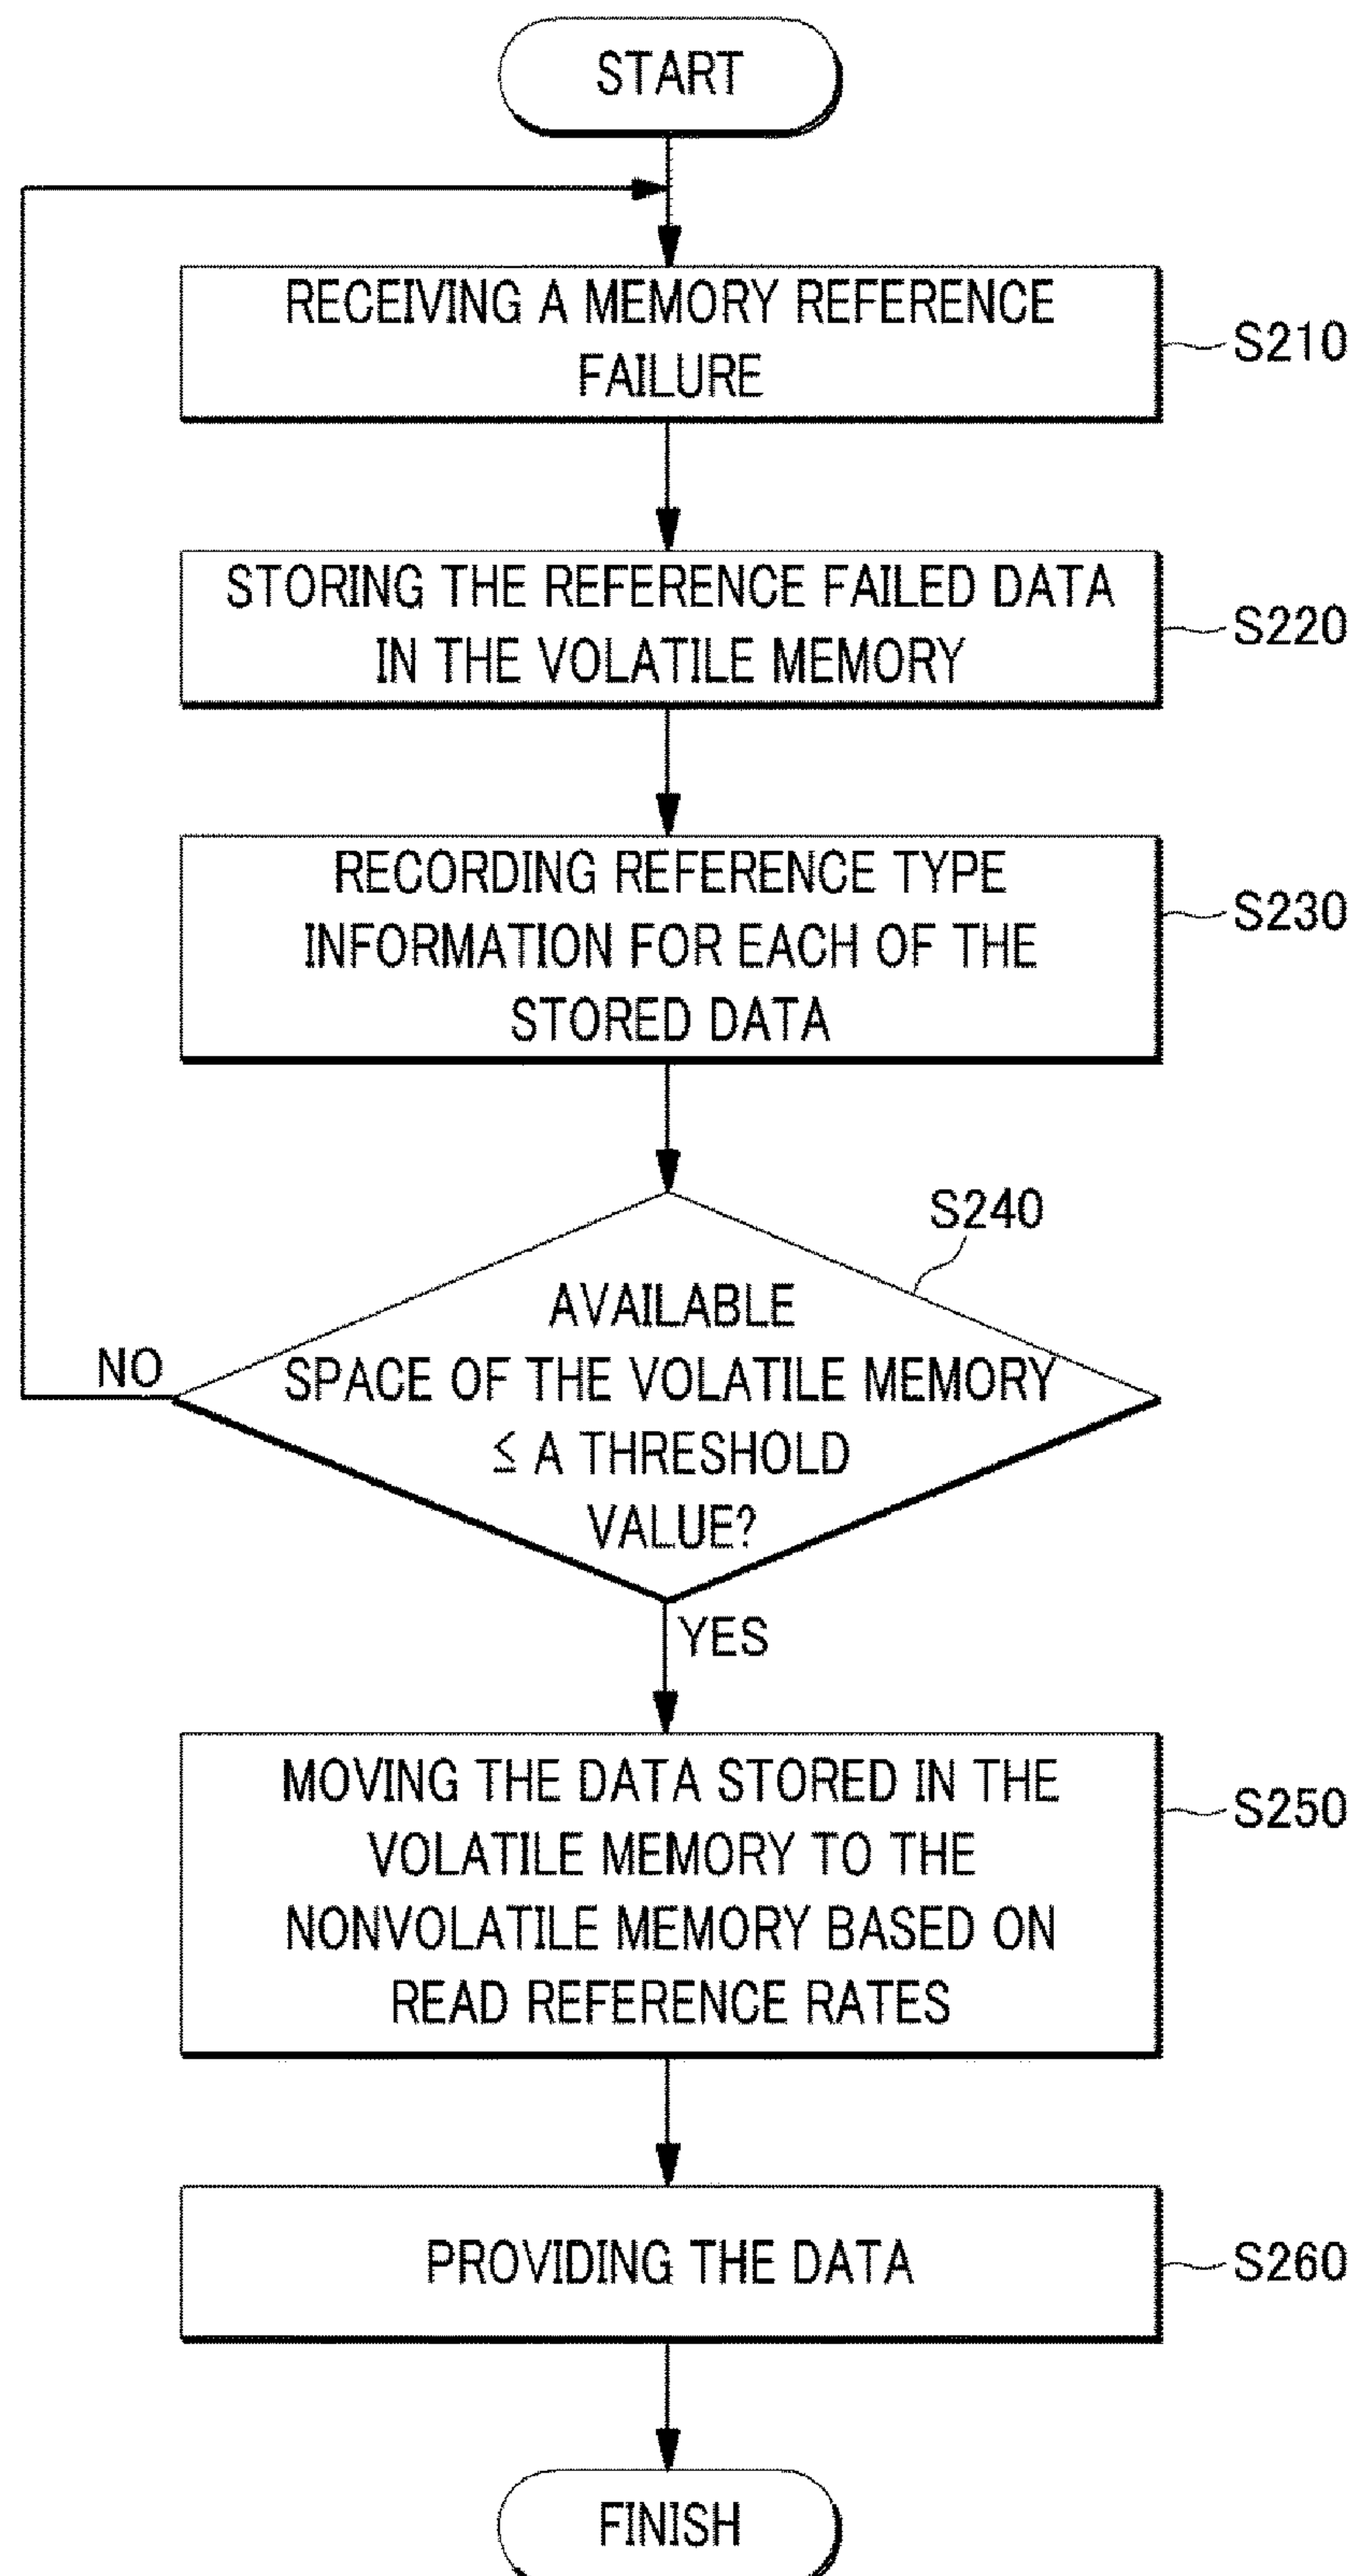 START
RECEIVING A MEMORY REFERENCE
FAILURE
S210
STORING THE REFERENCE FAILED DATA
IN THE VOLATILE MEMORY
S220
RECORDING REFERENCE TYPE
INFORMATION FOR EACH OF THE
STORED DATA
S230
S240
AVAILABLE
SPACE OF THE VOLATILE MEMORY
≤ A THRESHOLD
VALUE?
NO
YES
MOVING THE DATA STORED IN THE
VOLATILE MEMORY TO THE
NONVOLATILE MEMORY BASED ON
READ REFERENCE RATES
S250
PROVIDING THE DATA
S260
FINISH